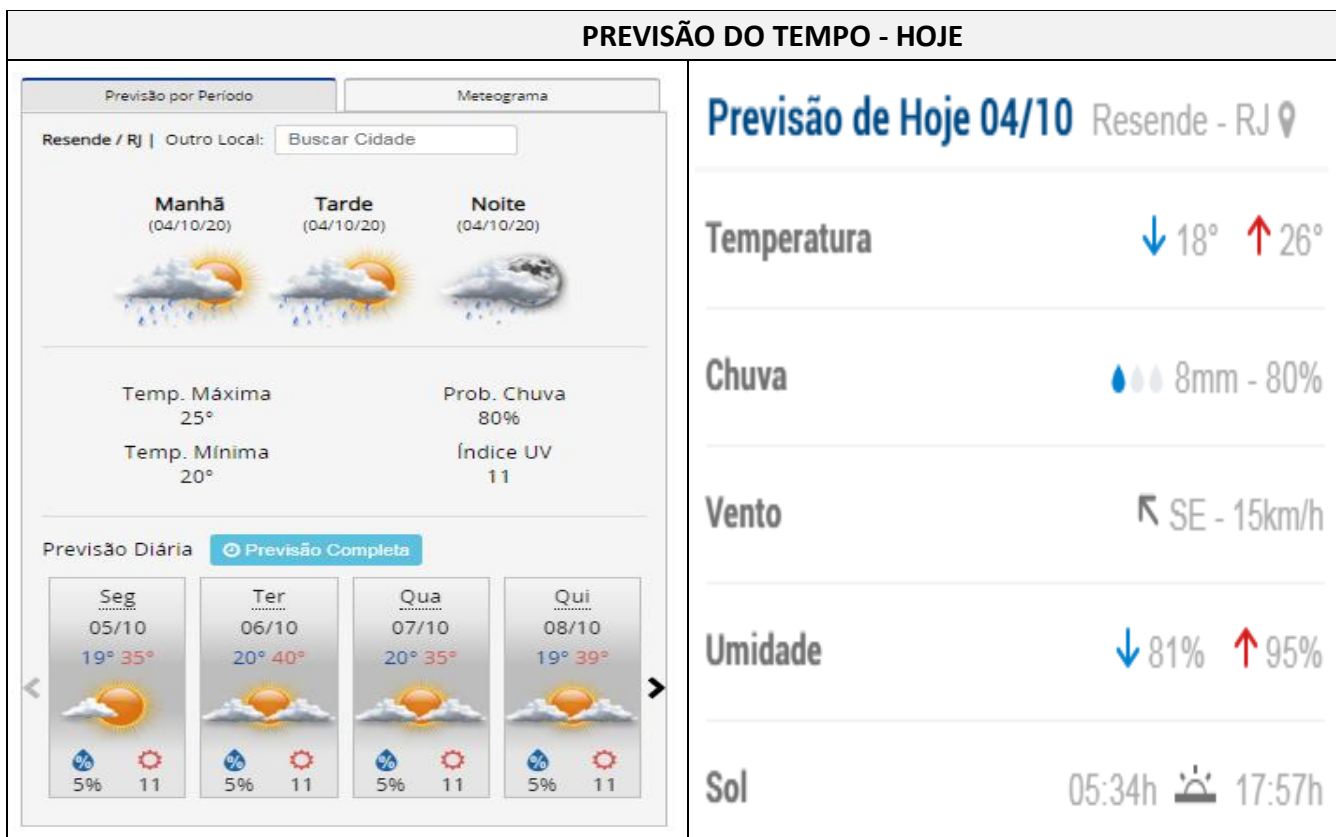 PREVISÃO DO TEMPO - HOJE
Previsão por Período
Meteograma
Resende / RJ | Outro Local: Buscar Cidade
Manhã Tarde Noite
(04/10/20) (04/10/20) (04/10/20)
Temp. Máxima Prob. Chuva
25° 80%
Temp. Mínima Índice UV
20° 11
Previsão Diária Previsão Completa
Seg Ter Qua Qui
05/10 06/10 07/10 08/10
19° 35° 20° 40° 20° 35° 19° 39°
% % % %
5% 11 5% 11 5% 11 5% 11
Previsão de Hoje 04/10 Resende - RJ
Temperatura 18° 26°
Chuva 8mm - 80%
Vento SE - 15km/h
Umidade 81% 95%
Sol 05:34h 17:57h